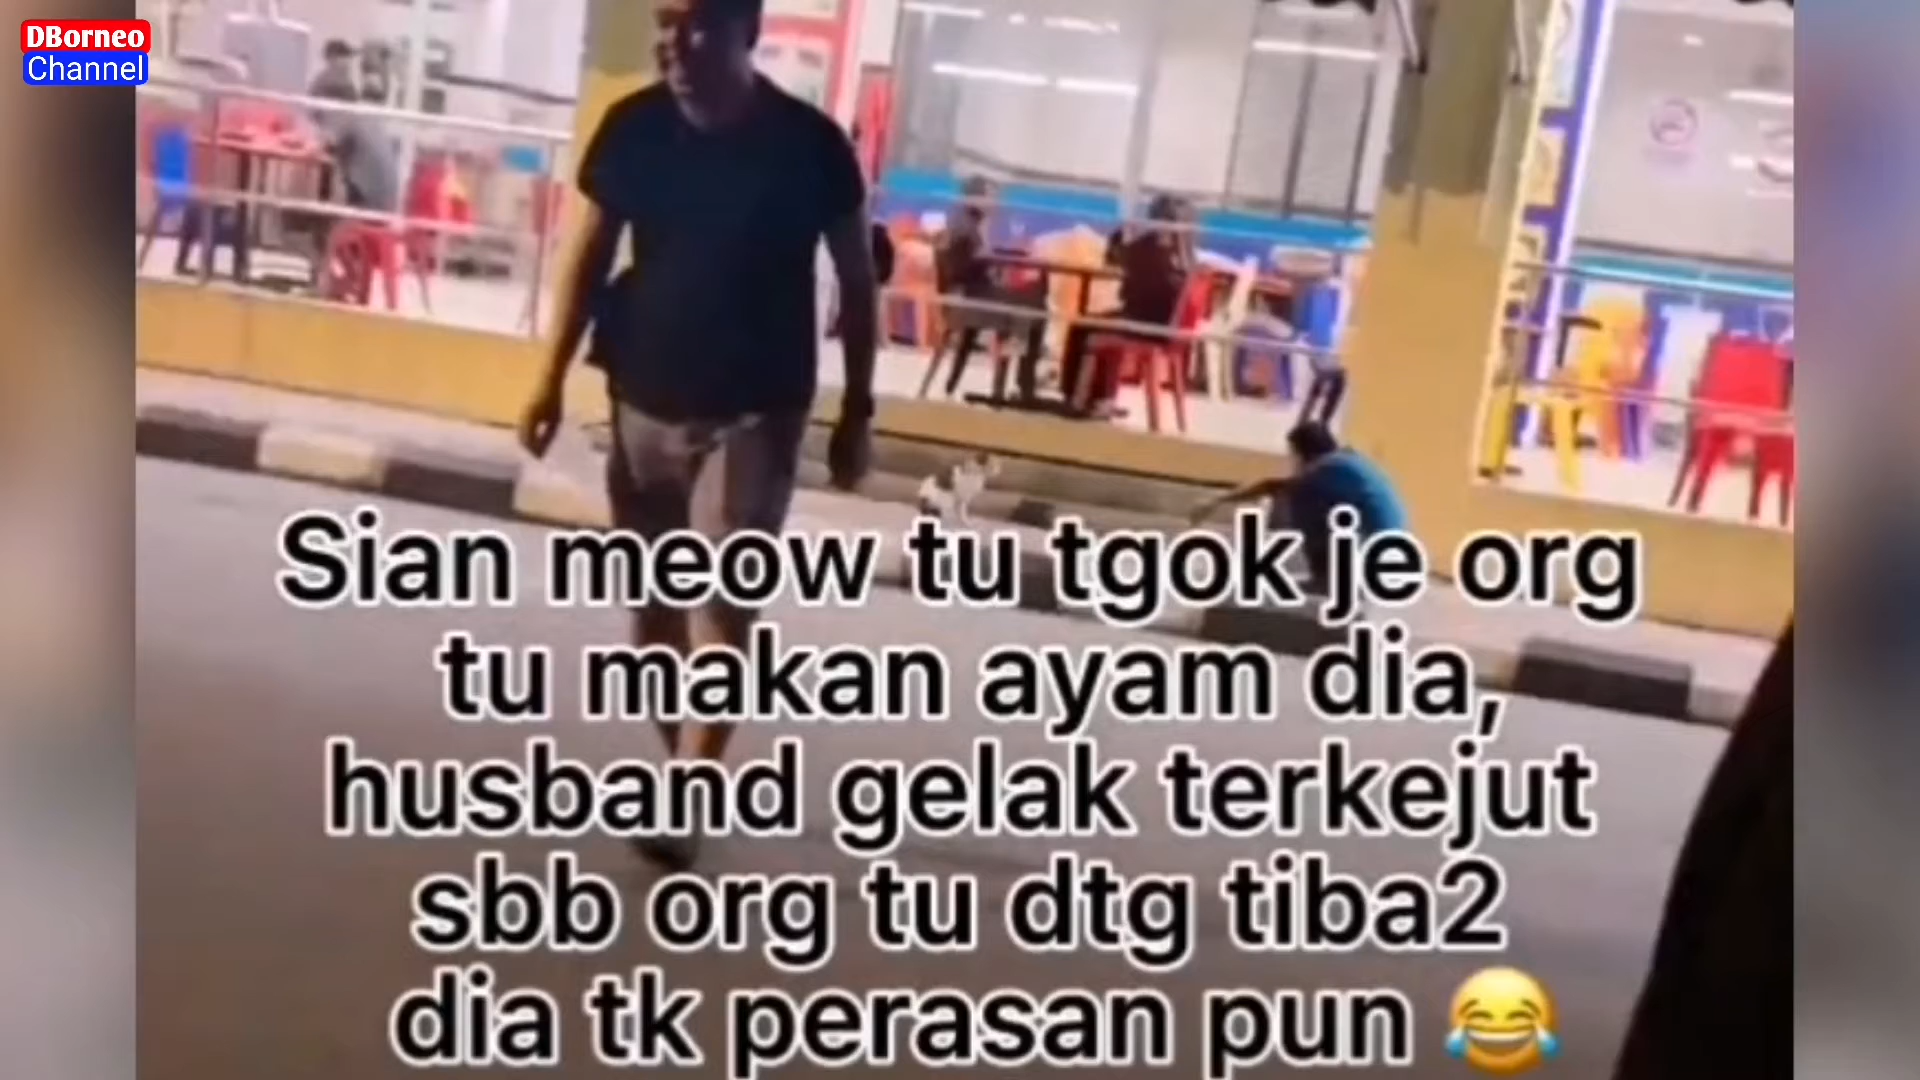 DBorneo
Channel
Sian meow tu tgok je org
tu makan ayam dia,
husband gelak terkejut
sbb org tu dtg tiba2
dia tk perasan pun 😂